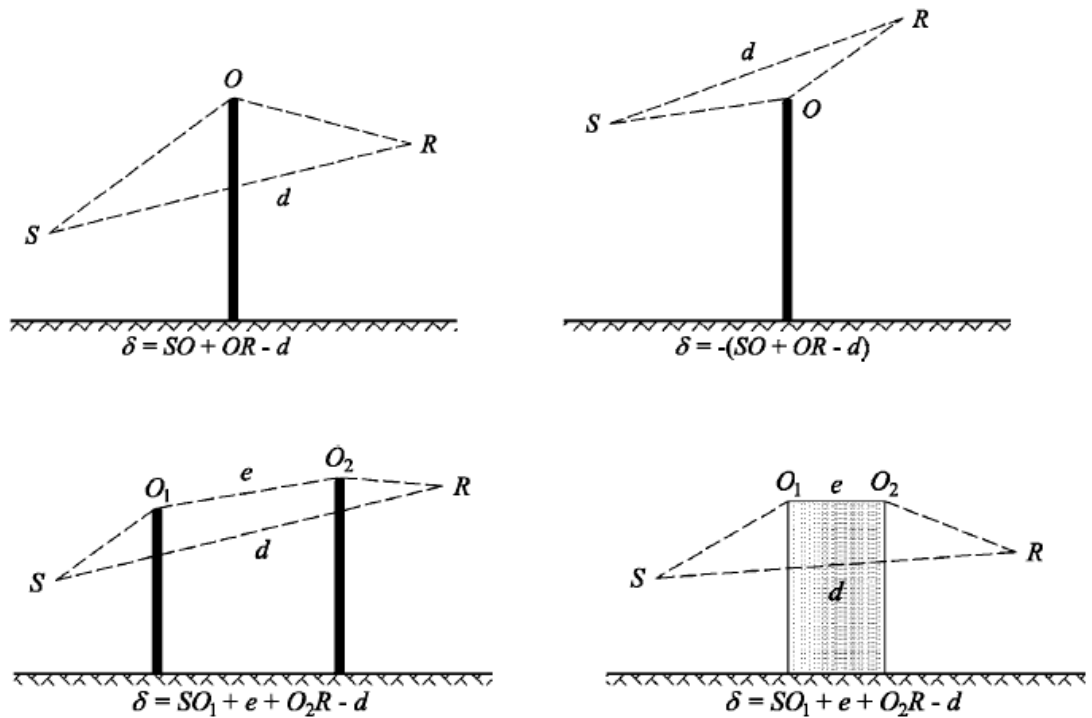 O
R
d
S
δ = SO + OR - d
R
d
S
O
δ = -(SO + OR - d)
O₁
e
O₂
R
d
S
δ = SO₁ + e + O₂R - d
O₁
e
O₂
R
S
d
δ = SO₁ + e + O₂R - d